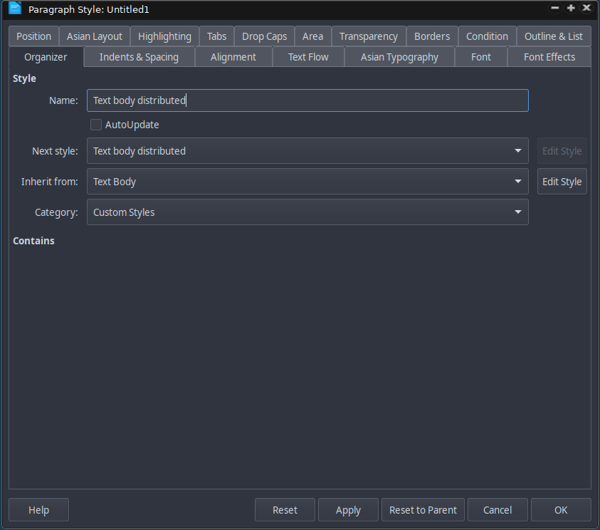 Paragraph Style: Untitled1
Position Asian Layout Highlighting Tabs Drop Caps Area Transparency Borders Condition Outline & List
Organizer Indents & Spacing Alignment Text Flow Asian Typography Font Font Effects
Style
Name: Text body distributed
AutoUpdate
Next style: Text body distributed Edit Style
Inherit from: Text Body Edit Style
Category: Custom Styles
Contains
Help Reset Apply Reset to Parent Cancel OK